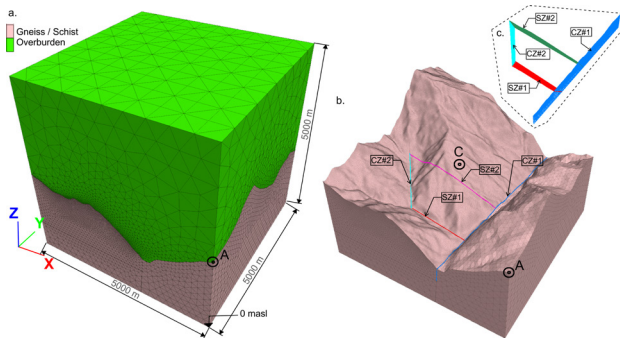 a.
Gneiss / Schist
Overburden
5000 m
Z
Y
X
A
5000 m
5000 m
0 masl
b.
C
CZ#2
SZ#2
CZ#1
SZ#1
A
c.
SZ#2
CZ#1
CZ#2
SZ#1